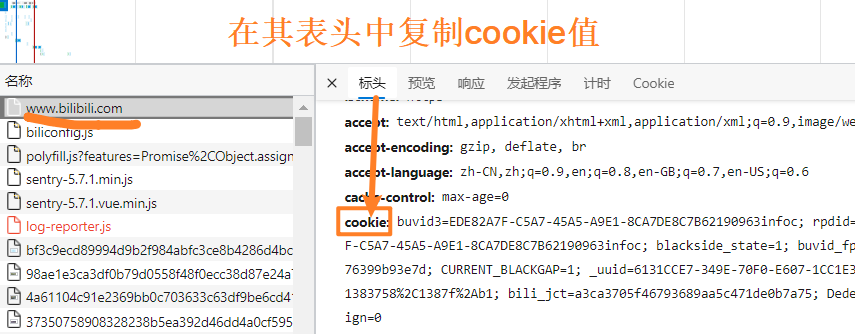 在其表头中复制cookie值
名称
www.bilibili.com
biliconfig.js
polyfill.js?features=Promise%2CObject.assign
sentry-5.7.1.min.js
sentry-5.7.1.vue.min.js
log-reporter.js
bf3c9ecd89994d9b2f984abfc3ce8b4286d4bc
98ae1e3ca3df0b79d0558f48f0ecc38d87e24a
4a61104c91e2369bb0c703633c63df9be6cd41
37350758908328238b5ea392d46dd4a0cf595
标头 预览 响应 发起程序 计时 Cookie
accept: text/html,application/xhtml+xml,application/xml;q=0.9,image/we
accept-encoding: gzip, deflate, br
accept-language: zh-CN,zh;q=0.9,en;q=0.8,en-GB;q=0.7,en-US;q=0.6
cache-control: max-age=0
cookie: buvid3=EDE82A7F-C5A7-45A5-A9E1-8CA7DE8C7B62190963infoc; rpdid=
F-C5A7-45A5-A9E1-8CA7DE8C7B62190963infoc; blackside_state=1; buvid_fp
76399b93e7d; CURRENT_BLACKGAP=1; _uuid=6131CCE7-349E-70F0-E607-1CC1E3
1383758%2C1387f%2Ab1; bili_jct=a3ca3705f46793689aa5c471de0b7a75; Dede
ign=0